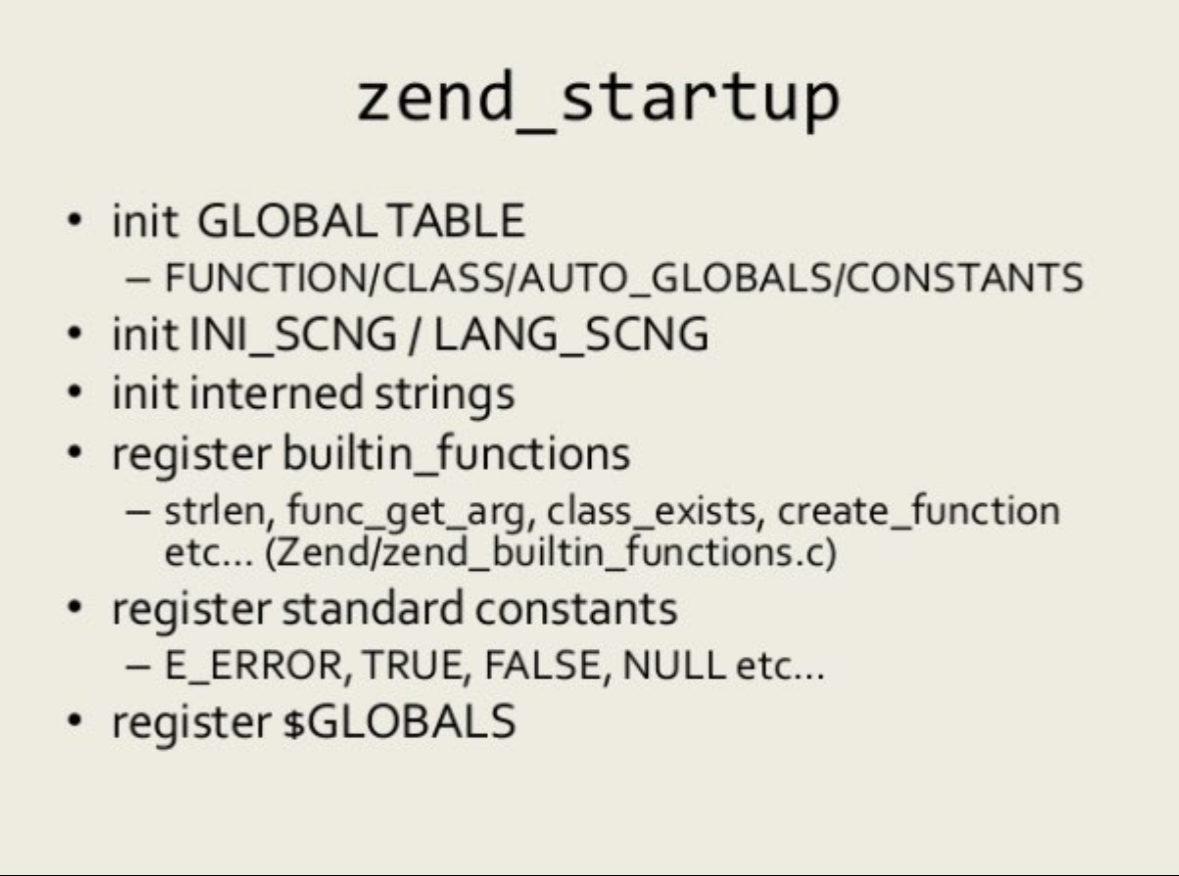 zend_startup
• init GLOBAL TABLE
– FUNCTION/CLASS/AUTO_GLOBALS/CONSTANTS
• init INI_SCNG / LANG_SCNG
• init interned strings
• register builtin_functions
– strlen, func_get_arg, class_exists, create_function
etc... (Zend/zend_builtin_functions.c)
• register standard constants
– E_ERROR, TRUE, FALSE, NULL etc...
• register $GLOBALS